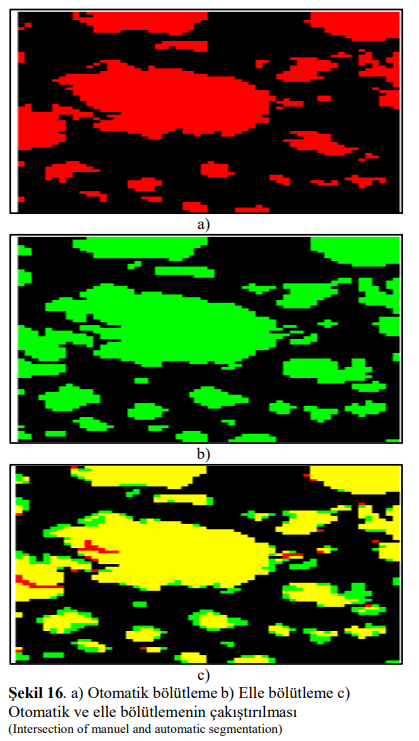 a)
b)
c)
Şekil 16. a) Otomatik bölütleme b) Elle bölütleme c)
Otomatik ve elle bölütlemenin çakıştırılması
(Intersection of manuel and automatic segmentation)